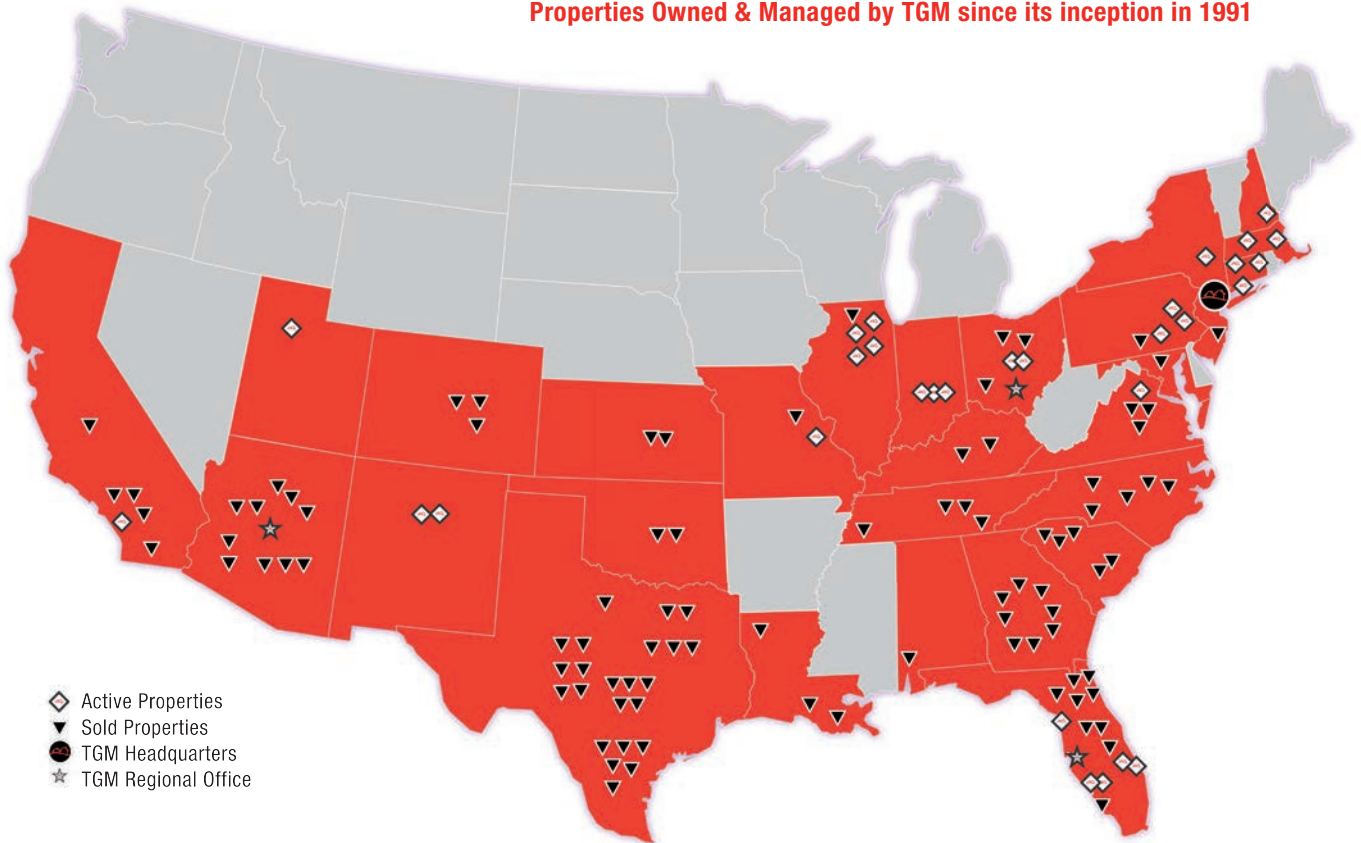 Properties Owned & Managed by TGM since its inception in 1991
Active Properties
Sold Properties
TGM Headquarters
TGM Regional Office